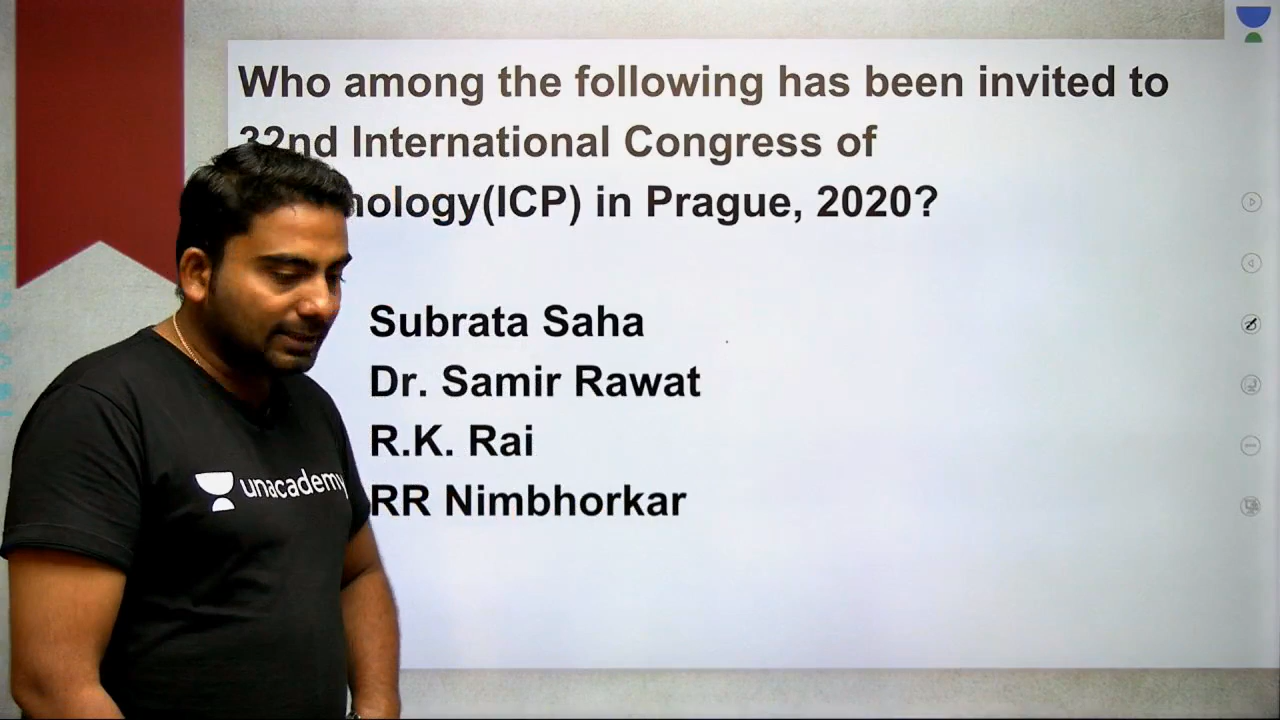 Who among the following has been invited to
32nd International Congress of
nology(ICP) in Prague, 2020?
Subrata Saha
Dr. Samir Rawat
R.K. Rai
RR Nimbhorkar
unacademy